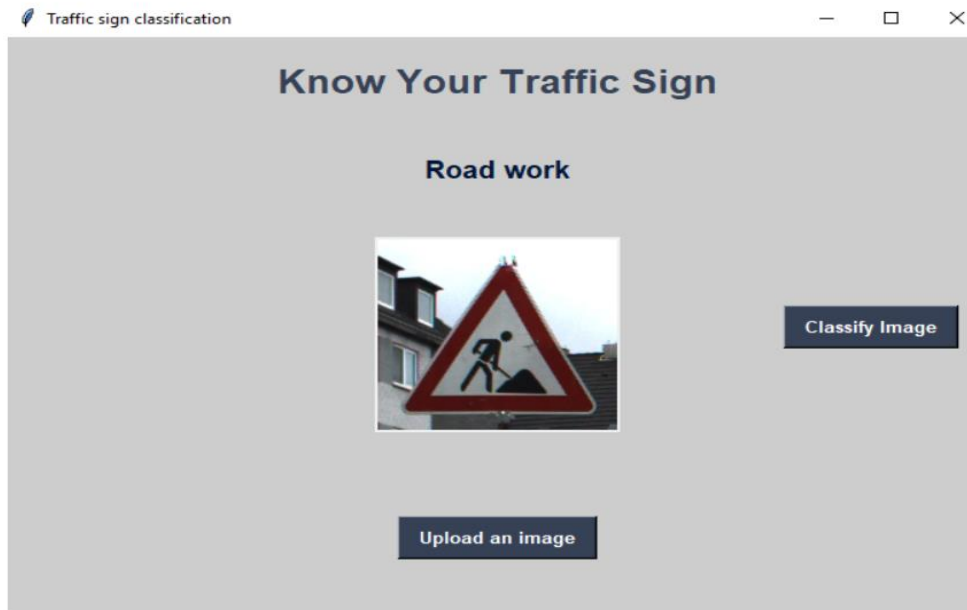 Traffic sign classification
Know Your Traffic Sign
Road work
Classify Image
Upload an image